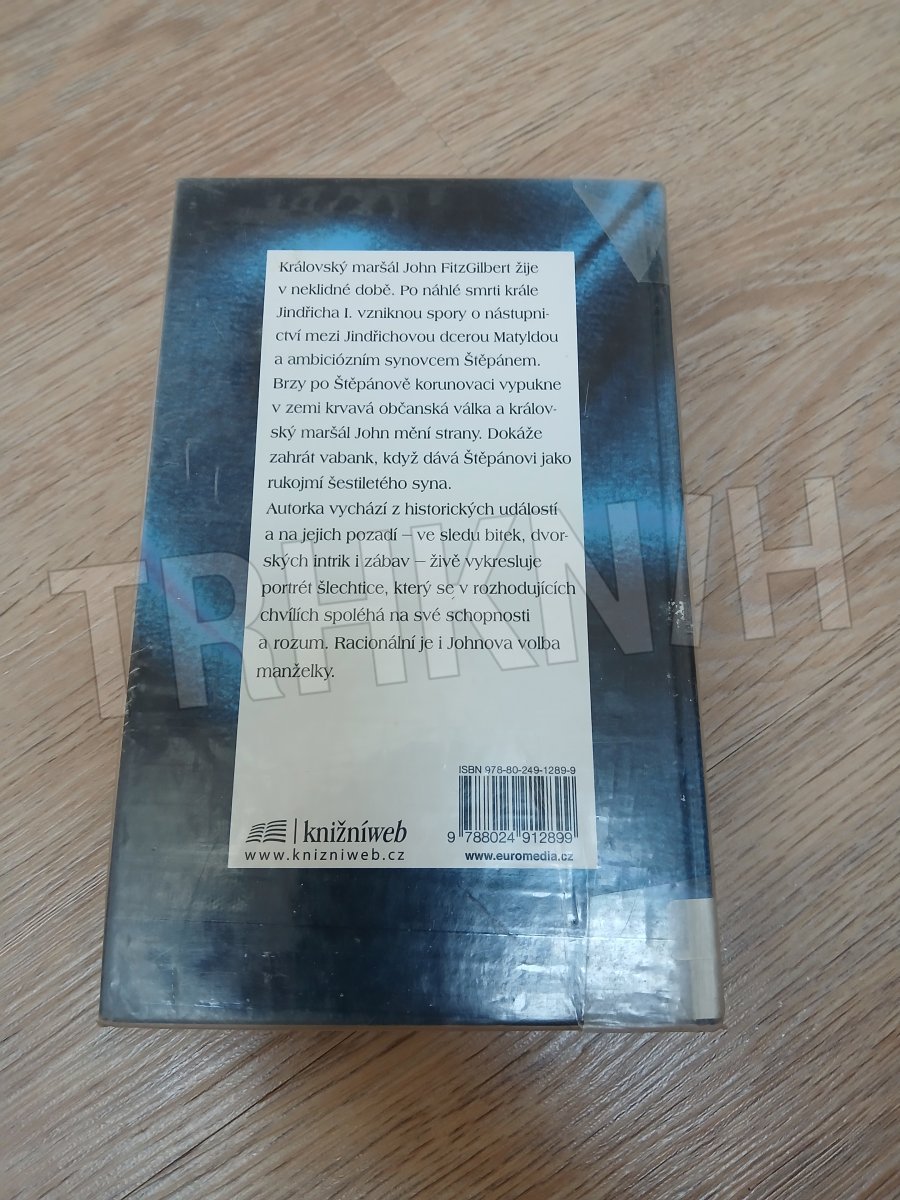 Královský maršál John FitzGilbert žije
v neklidné době. Po náhlé smrti krále
Jindřicha I. vzniknou spory o nástupni-
ctví mezi Jindřichovou dcerou Matyldou
a ambiciózním synovcem Štěpánem.
Brzy po Štěpánově korunovaci vypukne
v zemi krvavá občanská válka a králov-
ský maršál John mění strany. Dokáže
zahrát vabank, když dává Štěpánovi jako
rukojmí šestiletého syna.
Autorka vychází z historických událostí
a na jejich pozadí – ve sledu bitek, dvor-
ských intrik i zábav – živě vykresluje
portrét šlechtice, který se v rozhodujících
chvílích spoléhá na své schopnosti
a rozum. Racionální je i Johnova volba
manželky.
TRHKNIH
ISBN 978-80-249-1289-9
9 788024 912899
knižníweb
www.knizniweb.cz
www.euromedia.cz